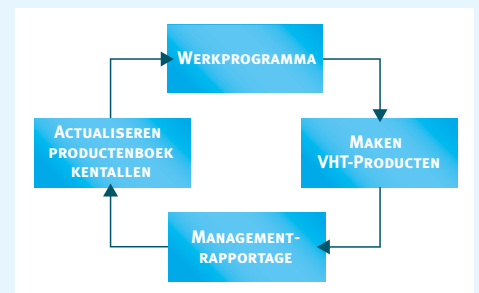 Werkprogramma
Maken
VHT-Producten
Management-
rapportage
Actualiseren
productenboek
kentallen